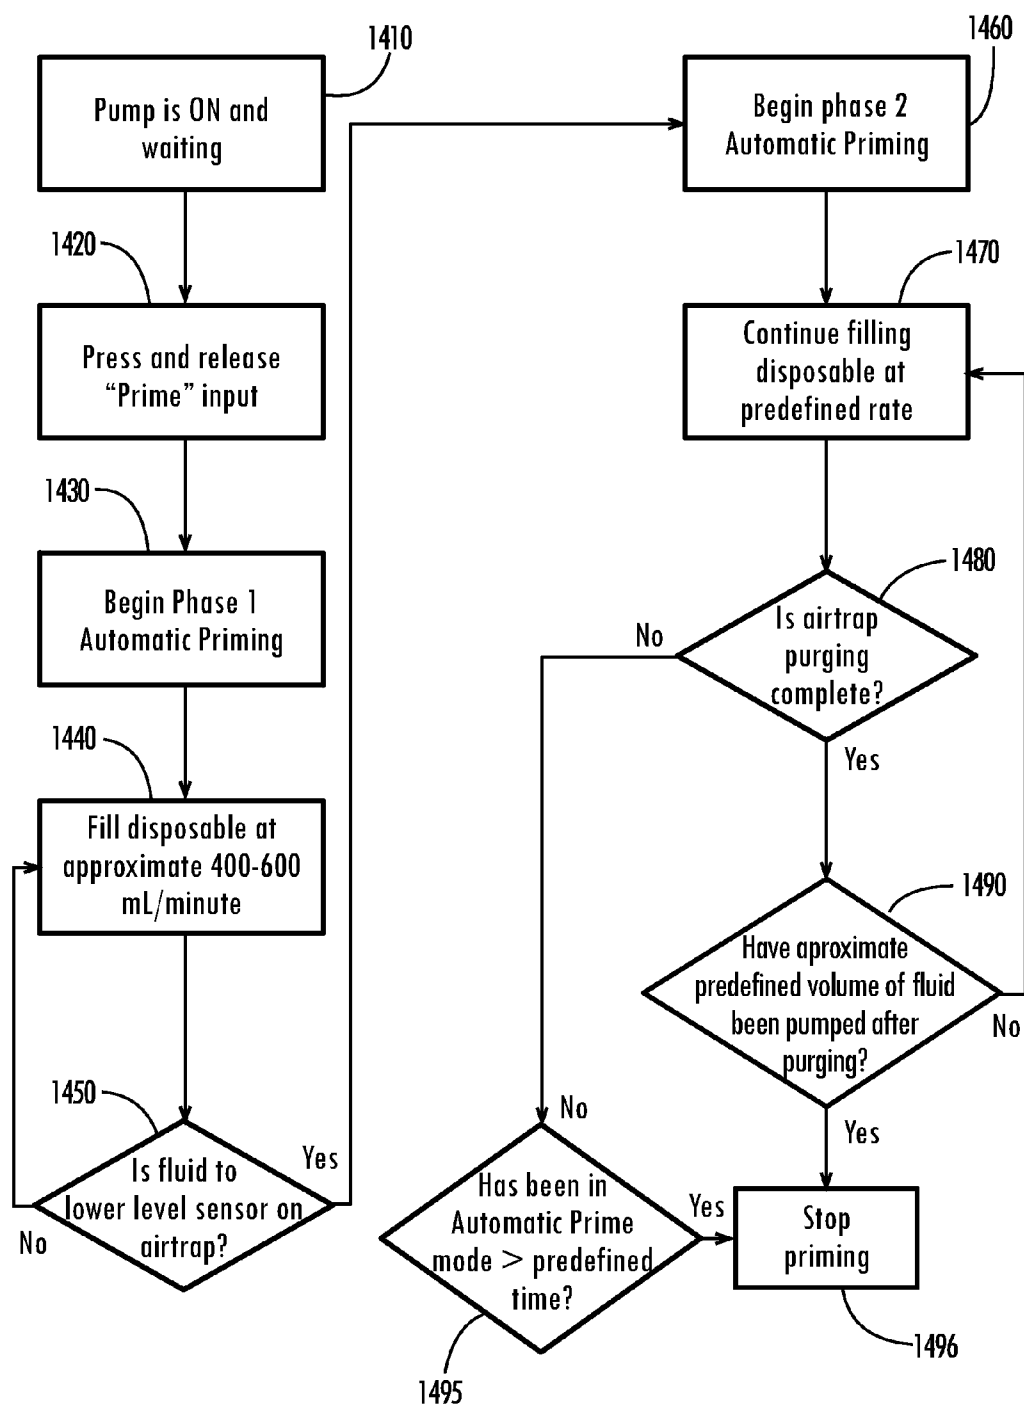 1410
Pump is ON and
waiting
1420
Press and release
“Prime” input
1430
Begin Phase 1
Automatic Priming
1440
Fill disposable at
approximate 400-600
mL/minute
1450
Is fluid to
lower level sensor on
airtrap?
Yes
No
1460
Begin phase 2
Automatic Priming
1470
Continue filling
disposable at
predefined rate
1480
Is airtrap
purging
complete?
No
Yes
1490
Have aproximate
predefined volume of fluid
been pumped after
purging?
No
Yes
No
Has been in
Automatic Prime
mode > predefined
time?
Yes
1495
Stop
priming
1496